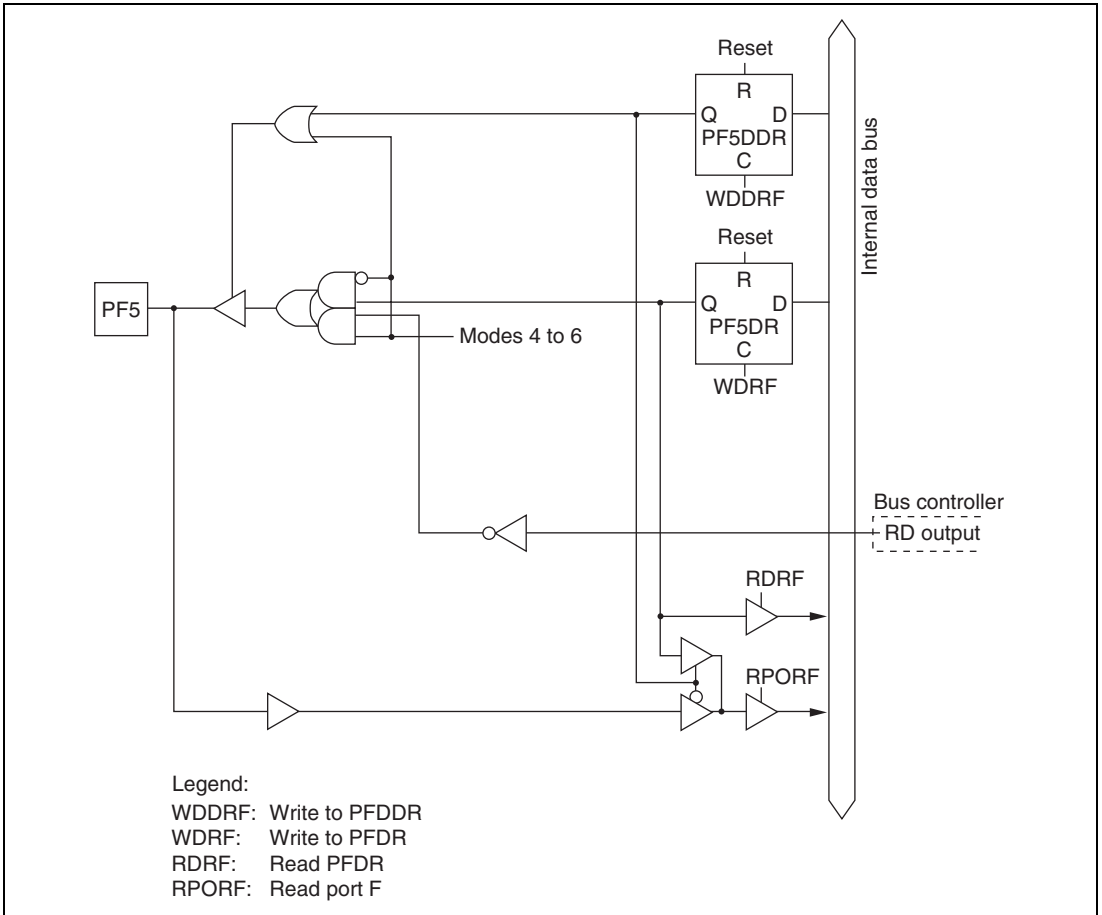 Reset
R
Q D
PF5DDR
C
WDDRF
Internal data bus
Reset
R
Q D
PF5DR
C
WDRF
PF5
Modes 4 to 6
Bus controller
RD output
RDRF
RPORF
Legend:
WDDRF: Write to PFDDR
WDRF: Write to PFDR
RDRF: Read PFDR
RPORF: Read port F